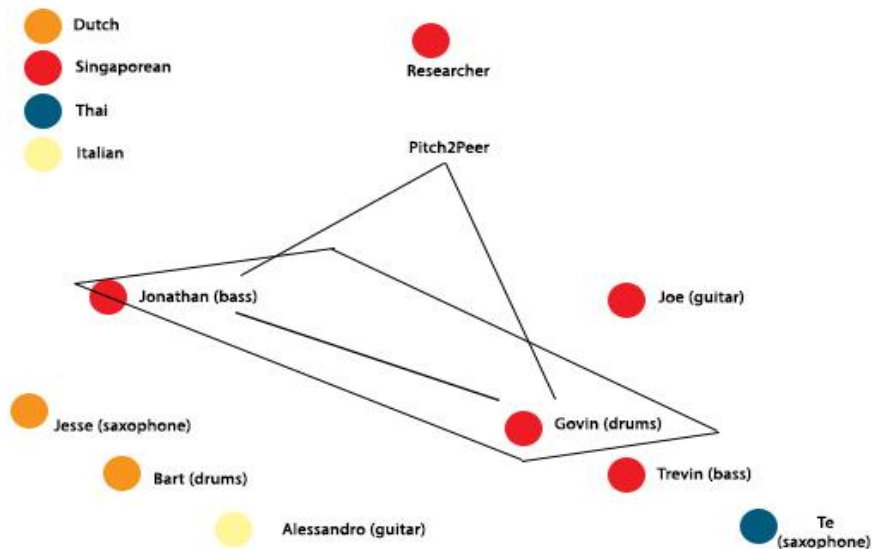 Dutch
Singaporean
Thai
Italian
Researcher
Pitch2Peer
Jonathan (bass)
Joe (guitar)
Jesse (saxophone)
Govin (drums)
Bart (drums)
Trevin (bass)
Alessandro (guitar)
Te
(saxophone)